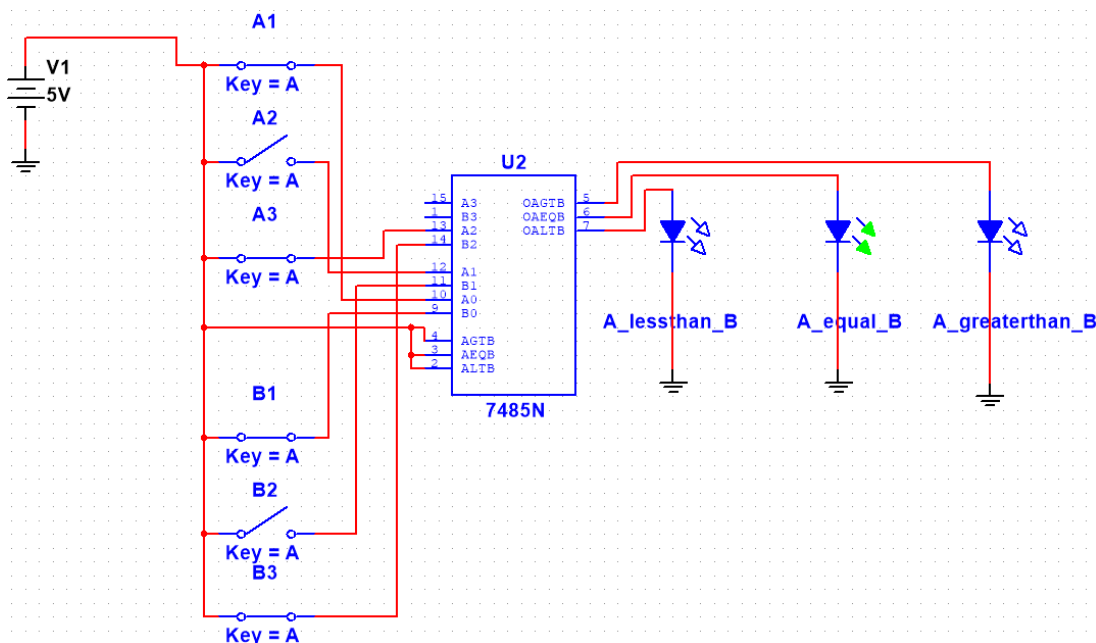 A1
V1
5V
Key = A
A2
Key = A
A3
Key = A
U2
15 A3
1 B3
13 A2
14 B2
12 A1
11 B1
10 A0
9 B0
4 AGTB
3 AEQB
2 ALTB
OAGTB 5
OAEQB 6
OALTB 7
7485N
A_lessthan_B
A_equal_B
A_greaterthan_B
B1
Key = A
B2
Key = A
B3
Key = A